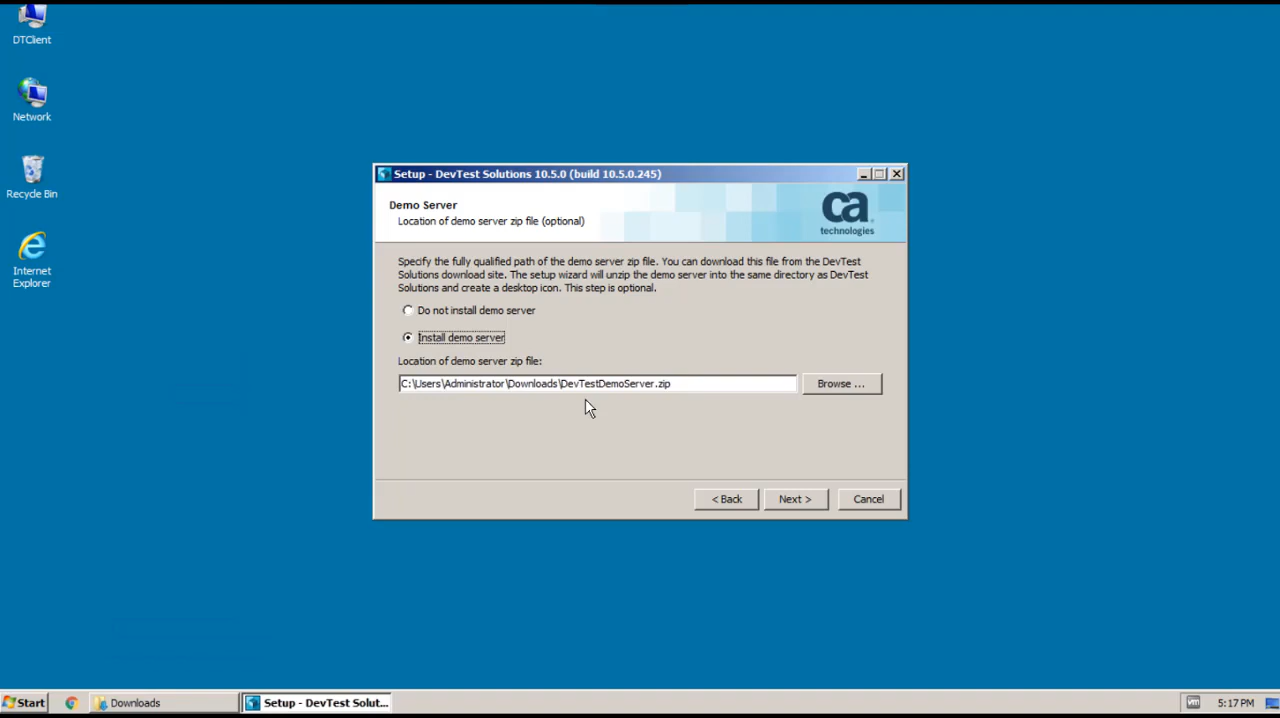 DTClient
Network
Recycle Bin
Internet
Explorer
Setup - DevTest Solutions 10.5.0 (build 10.5.0.245)
Demo Server
Location of demo server zip file (optional)
ca
technologies
Specify the fully qualified path of the demo server zip file. You can download this file from the DevTest
Solutions download site. The setup wizard will unzip the demo server into the same directory as DevTest
Solutions and create a desktop icon. This step is optional.
Do not install demo server
Install demo server
Location of demo server zip file:
C:\Users\Administrator\Downloads\DevTestDemoServer.zip
Browse ...
< Back
Next >
Cancel
Start
Downloads
Setup - DevTest Solut...
5:17 PM